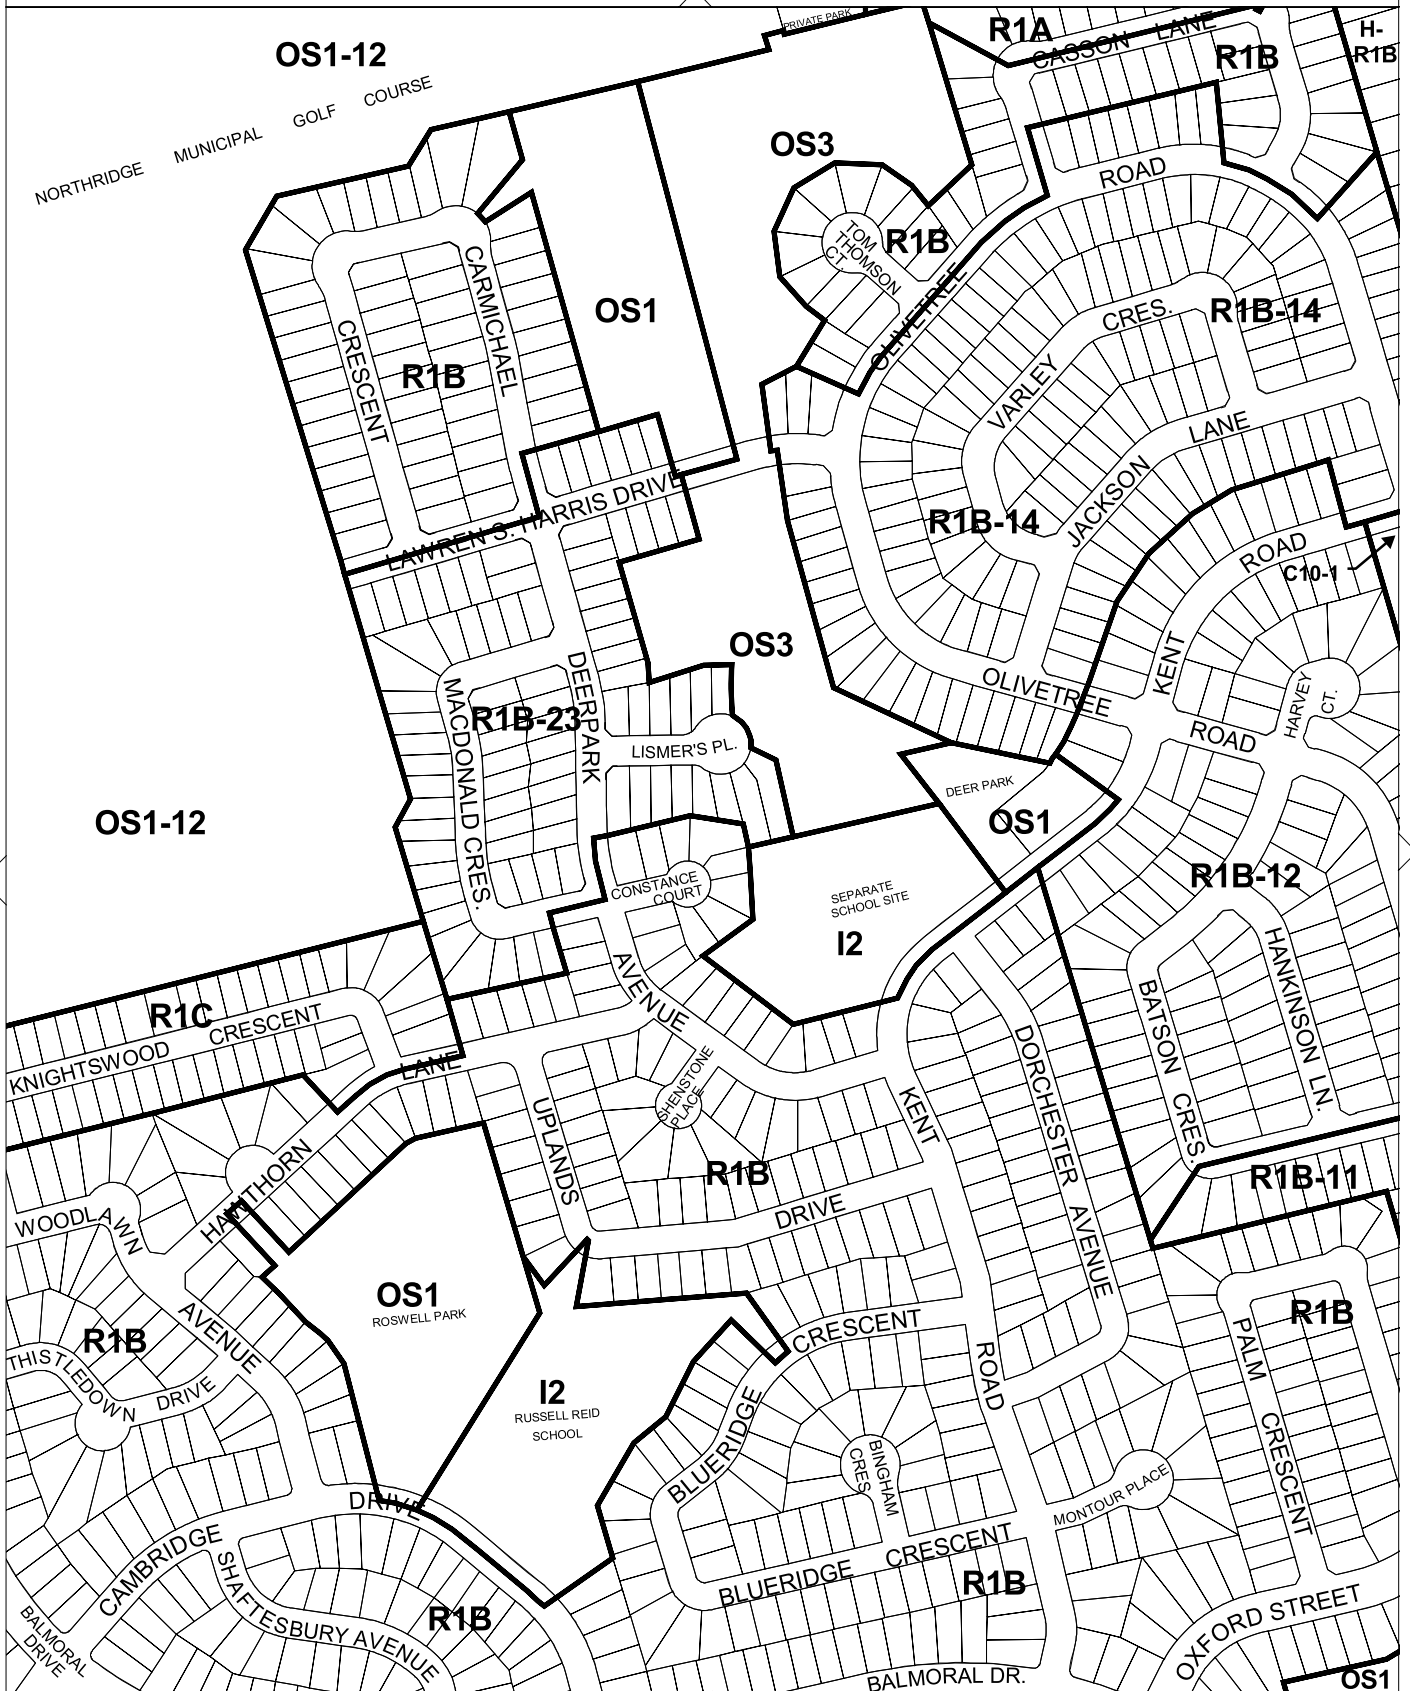 PRIVATE PARK
R1A
CASSON LANE
R1B
H-
R1B
OS1-12
NORTHRIDGE MUNICIPAL GOLF COURSE
OS3
ROAD
TOM
THOMSON
CT.
R1B
OLIVETREE
OS1
CARMICHAEL
CRESCENT
R1B
CRES.
R1B-14
VARLEY
LANE
JACKSON
R1B-14
LAWREN S. HARRIS DRIVE
ROAD
C10-1
OS3
KENT
OLIVETREE
ROAD
HARVEY
CT.
DEERPARK
MACDONALD CRES.
R1B-23
LISMER'S PL.
DEER PARK
OS1
OS1-12
R1B-12
CONSTANCE
COURT
SEPARATE
SCHOOL SITE
I2
AVENUE
HANKINSON LN.
BATSON CRES.
R1C
KNIGHTSWOOD CRESCENT
LANE
SHENSTONE
PLACE
DORCHESTER AVENUE
KENT
UPLANDS
HAWTHORN
R1B
R1B-11
DRIVE
WOODLAWN
AVENUE
OS1
ROSWELL PARK
R1B
R1B
THISTLEDOWN DRIVE
CRESCENT
BLUERIDGE
ROAD
PALM CRESCENT
I2
RUSSELL REID
SCHOOL
BINGHAM
CRES
MONTOUR PLACE
DRIVE
CAMBRIDGE
SHAFTESBURY AVENUE
BLUERIDGE CRESCENT
R1B
R1B
BALMORAL
DRIVE
OXFORD STREET
BALMORAL DR.
OS1